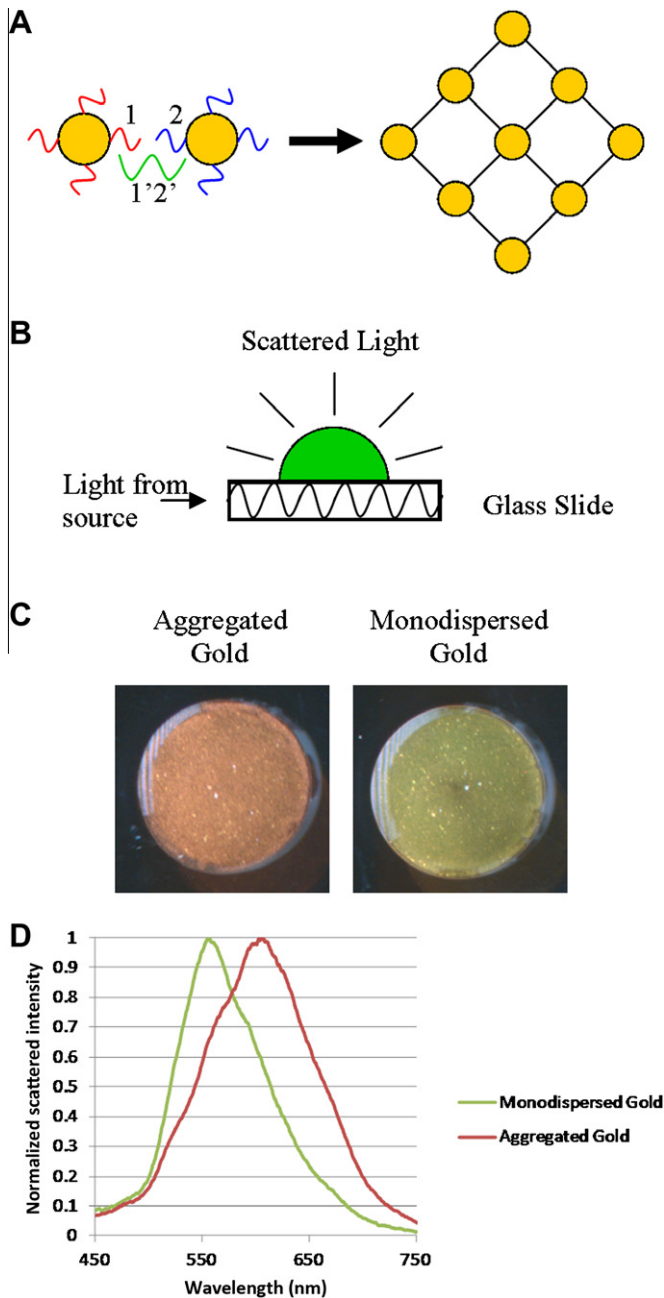 A
1
2
1'2'
B
Scattered Light
Light from
source
Glass Slide
C
Aggregated
Gold
Monodispersed
Gold
D
Normalized scattered intensity
1
0.9
0.8
0.7
0.6
0.5
0.4
0.3
0.2
0.1
0
450
550
650
750
Wavelength (nm)
Monodispersed Gold
Aggregated Gold